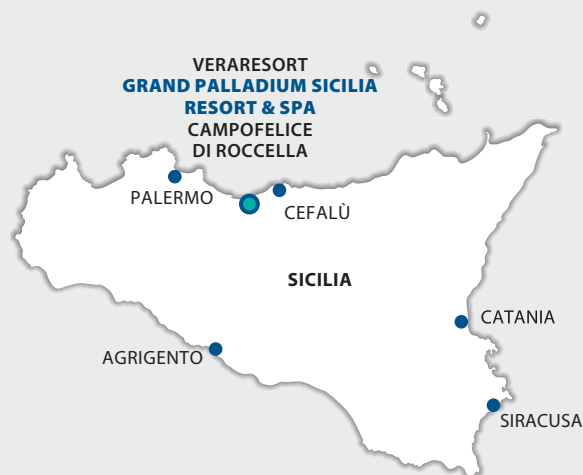 VERARESORT
GRAND PALLADIUM SICILIA
RESORT & SPA
CAMPOFELICE
DI ROCCELLA
PALERMO
CEFALÙ
SICILIA
CATANIA
AGRIGENTO
SIRACUSA